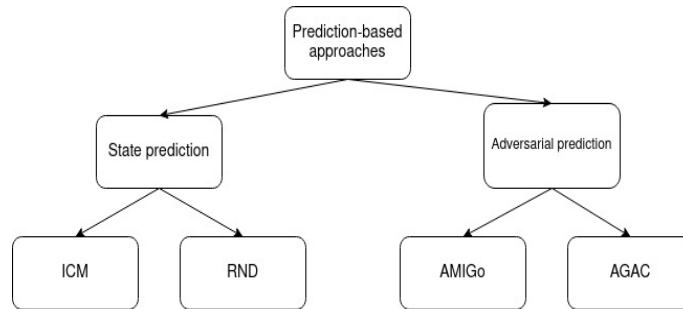 Prediction-based
approaches
State prediction
Adversarial prediction
ICM
RND
AMIGo
AGAC